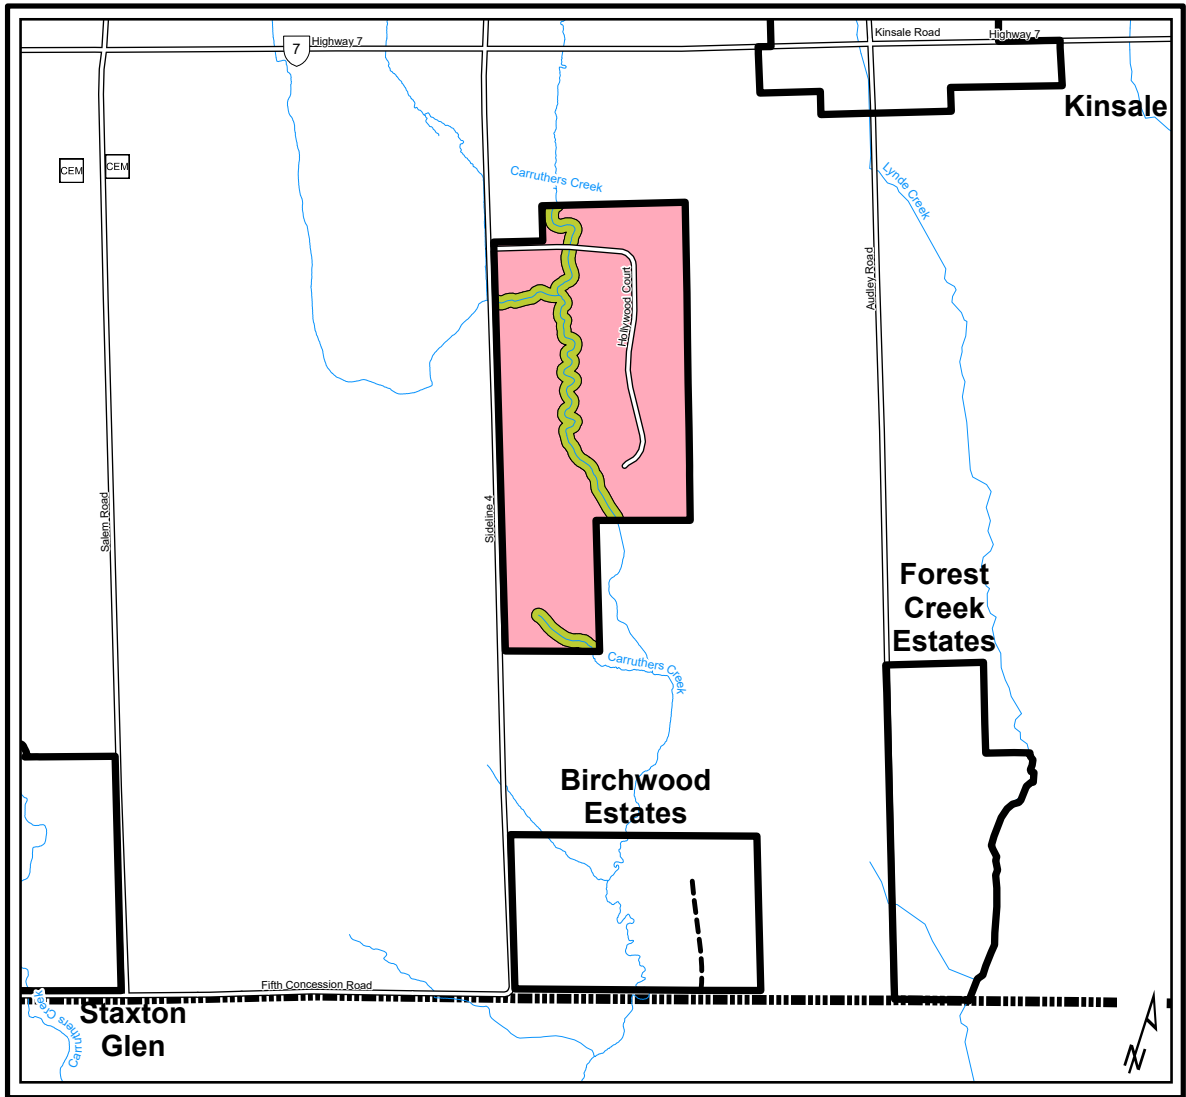 Kinsale Road
7
Highway 7
Highway 7
Kinsale
CEM
CEM
Carruthers Creek
Lynde Creek
Audley Road
Hollywood Court
Salem Road
Sideline 4
Forest
Creek
Estates
Carruthers Creek
Birchwood
Estates
Fifth Concession Road
Carruthers Creek
Staxton
Glen
N